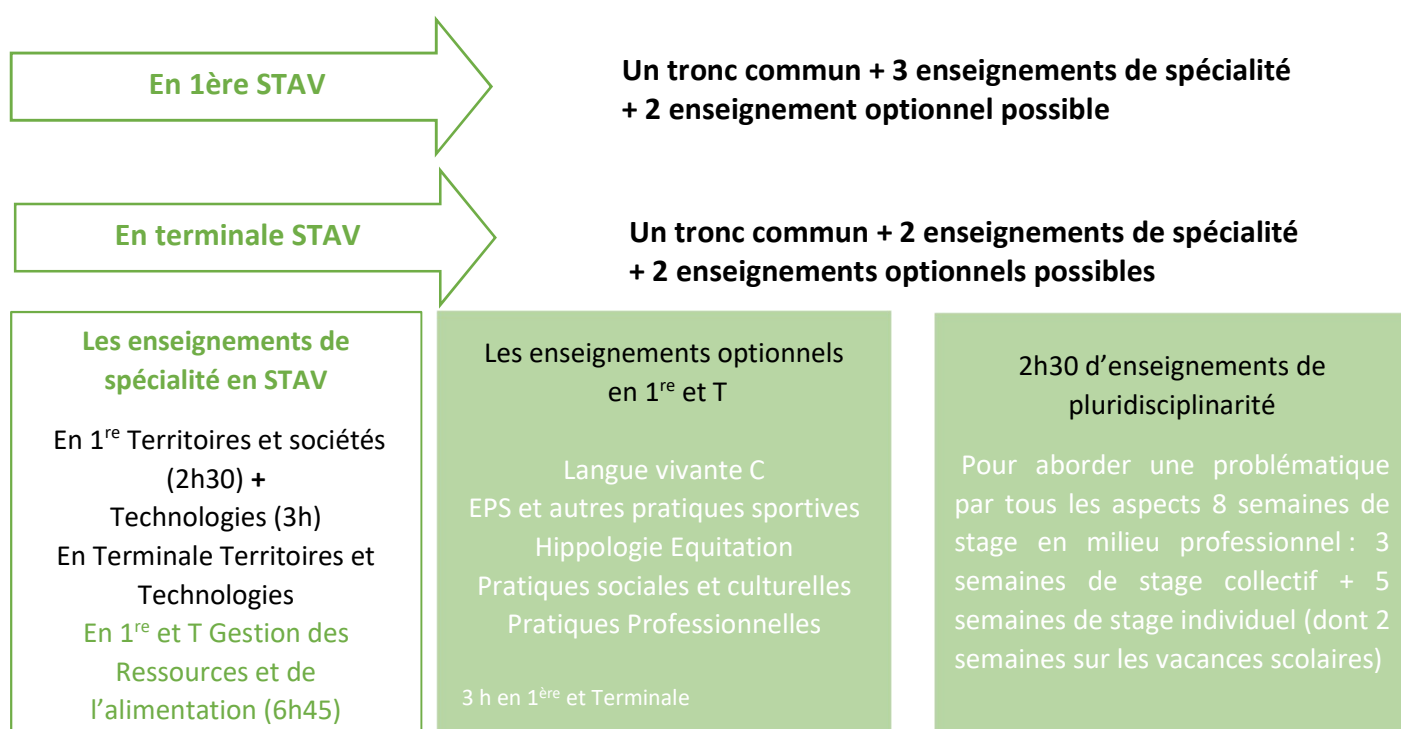 En 1ère STAV
Un tronc commun + 3 enseignements de spécialité
+ 2 enseignement optionnel possible
En terminale STAV
Un tronc commun + 2 enseignements de spécialité
+ 2 enseignements optionnels possibles
Les enseignements de
spécialité en STAV
En 1re Territoires et sociétés
(2h30) +
Technologies (3h)
En Terminale Territoires et
Technologies
En 1re et T Gestion des
Ressources et de
l’alimentation (6h45)
Les enseignements optionnels
en 1re et T
Langue vivante C
EPS et autres pratiques sportives
Hippologie Equitation
Pratiques sociales et culturelles
Pratiques Professionnelles
3 h en 1ère et Terminale
2h30 d’enseignements de
pluridisciplinarité
Pour aborder une problématique
par tous les aspects 8 semaines de
stage en milieu professionnel : 3
semaines de stage collectif + 5
semaines de stage individuel (dont 2
semaines sur les vacances scolaires)